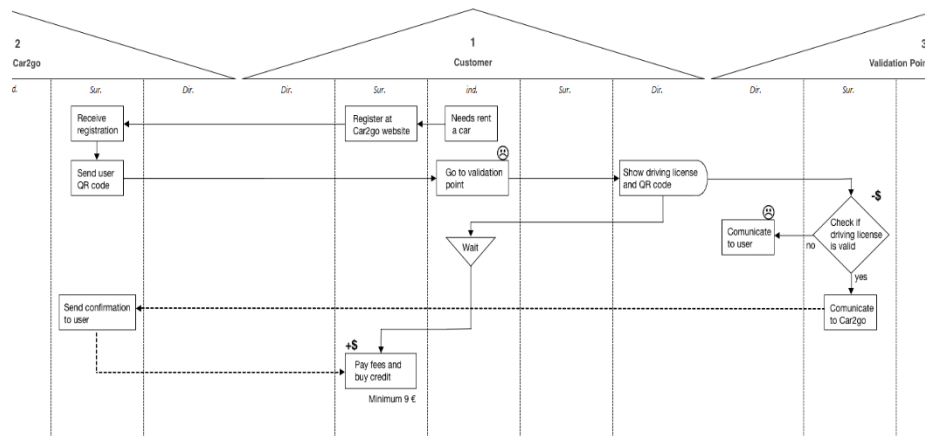 2
Car2go
1
Customer
3
Validation Poin
d.
Sur.
Dir.
Dir.
Sur.
ind.
Sur.
Dir.
Dir.
Sur.
Receive
registration
Register at
Car2go website
Needs rent
a car
Send user
QR code
Go to validation
point
Show driving license
and QR code
-$
Check if
driving license
is valid
Comunicate
to user
no
Wait
yes
Send confirmation
to user
Comunicate
to Car2go
+$
Pay fees and
buy credit
Minimum 9 €